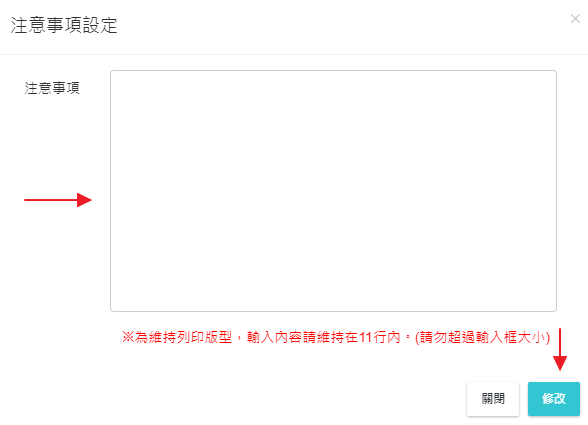 注意事項設定
×
注意事項
※為維持列印版型，輸入內容請維持在11行內。(請勿超過輸入框大小)
關閉
修改